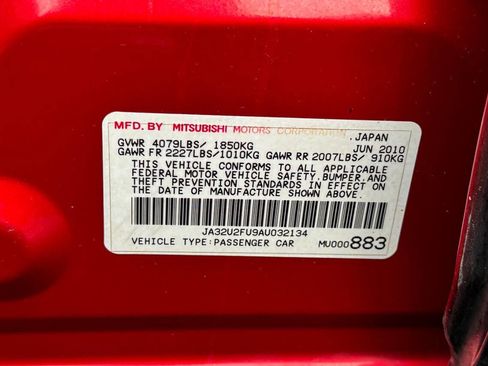 MFD. BY MITSUBISHI MOTORS CORPORATION, JAPAN
GVWR 4079LBS/ 1850KG JUN 2010
GAWR FR 2227LBS/1010KG GAWR RR 2007LBS/ 910KG
THIS VEHICLE CONFORMS TO ALL APPLICABLE
FEDERAL MOTOR VEHICLE SAFETY,BUMPER,AND
THEFT PREVENTION STANDARDS IN EFFECT ON
THE DATE OF MANUFACTURE SHOWN ABOVE.
JA32U2FU9AU032134
VEHICLE TYPE:PASSENGER CAR MU000883